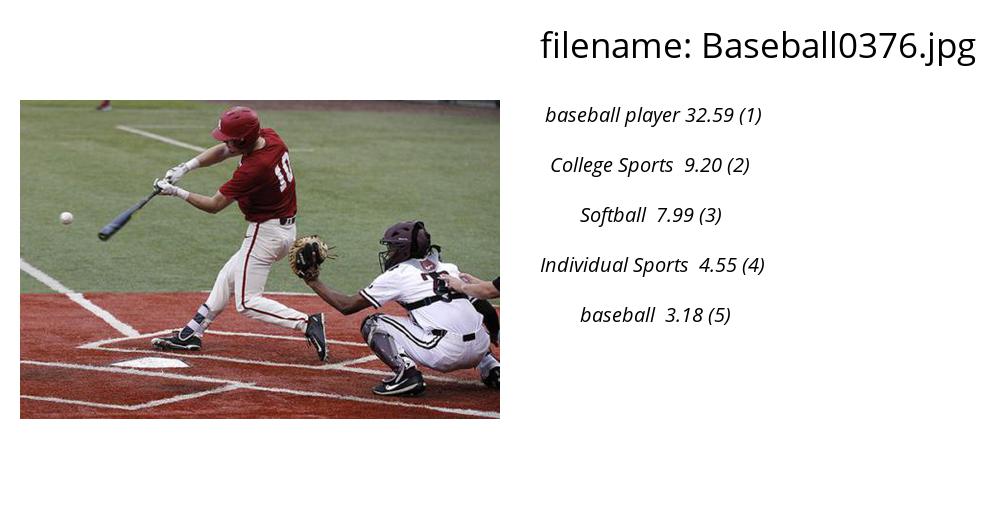 filename: Baseball0376.jpg
baseball player 32.59 (1)
College Sports 9.20 (2)
Softball 7.99 (3)
Individual Sports 4.55 (4)
baseball 3.18 (5)
10